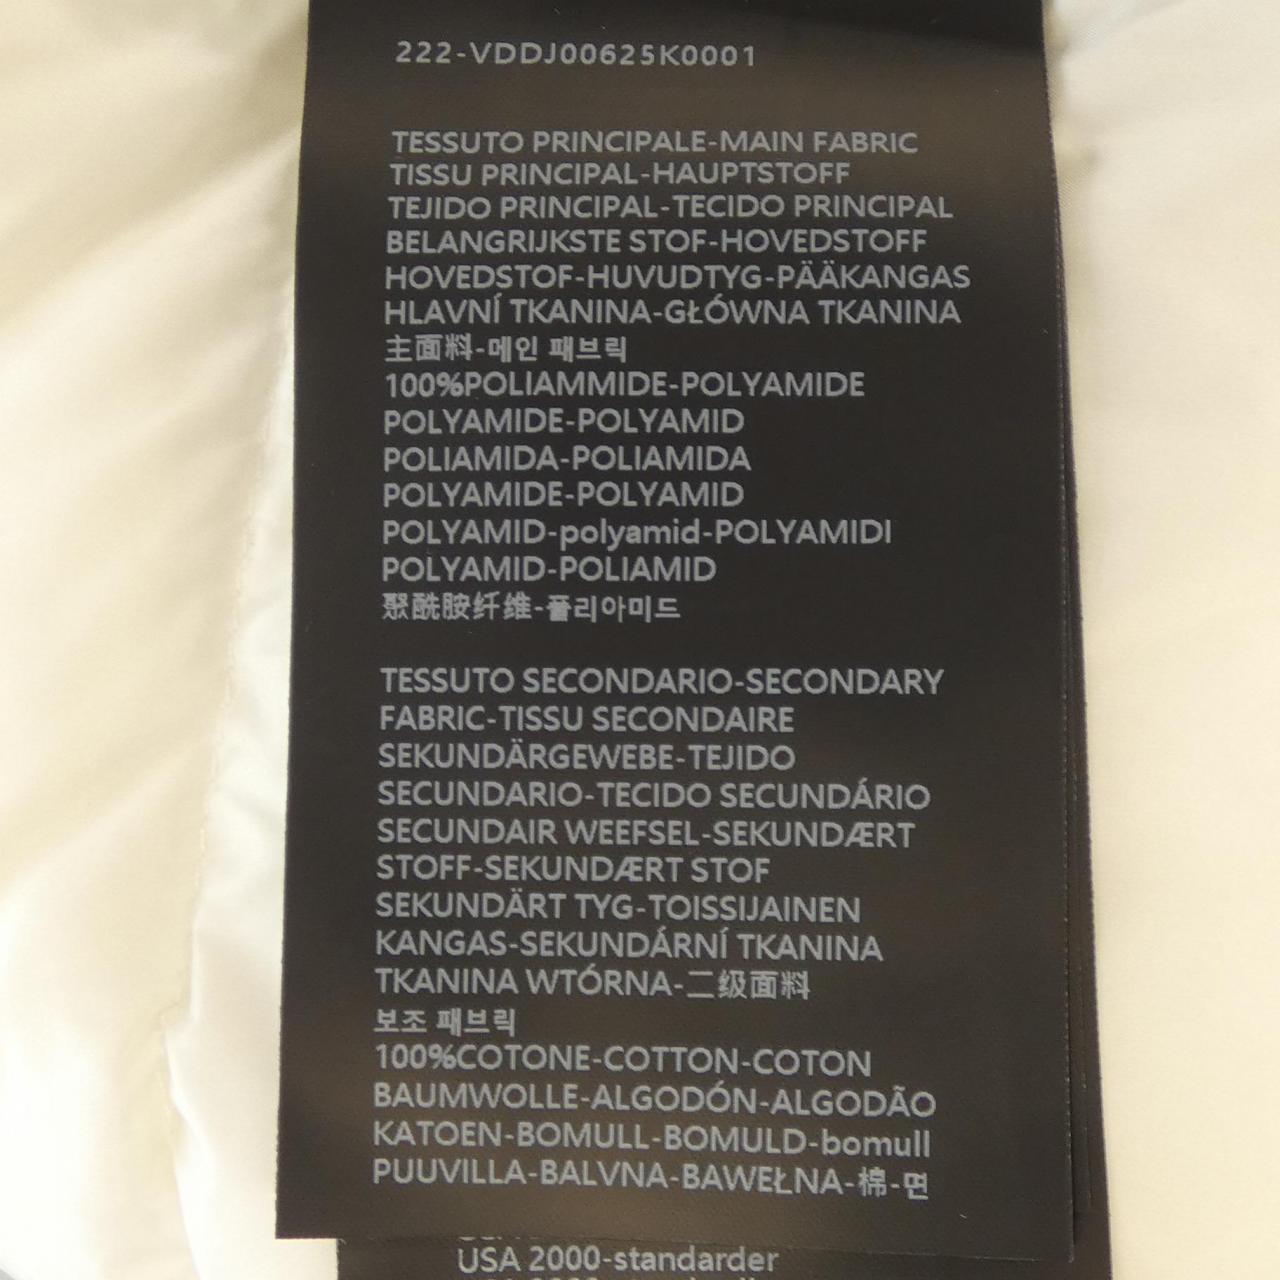 222-VDDJ00625K0001
TESSUTO PRINCIPALE-MAIN FABRIC
TISSU PRINCIPAL-HAUPTSTOFF
TEJIDO PRINCIPAL-TECIDO PRINCIPAL
BELANGRIJKSTE STOF-HOVEDSTOFF
HOVEDSTOF-HUVUDTYG-PÄÄKANGAS
HLAVNÍ TKANINA-GŁÓWNA TKANINA
主面料-메인 패브릭
100%POLIAMMIDE-POLYAMIDE
POLYAMIDE-POLYAMID
POLIAMIDA-POLIAMIDA
POLYAMIDE-POLYAMID
POLYAMID-polyamid-POLYAMIDI
POLYAMID-POLIAMID
聚酰胺纤维-폴리아미드
TESSUTO SECONDARIO-SECONDARY
FABRIC-TISSU SECONDAIRE
SEKUNDÄRGEWEBE-TEJIDO
SECUNDARIO-TECIDO SECUNDÁRIO
SECUNDAIR WEEFSEL-SEKUNDÆRT
STOFF-SEKUNDÆRT STOF
SEKUNDÄRT TYG-TOISSIJAINEN
KANGAS-SEKUNDÁRNÍ TKANINA
TKANINA WTÓRNA-二级面料
보조 패브릭
100%COTONE-COTTON-COTON
BAUMWOLLE-ALGODÓN-ALGODÃO
KATOEN-BOMULL-BOMULD-bomull
PUUVILLA-BALVNA-BAWEŁNA-棉-면
USA 2000-standarder